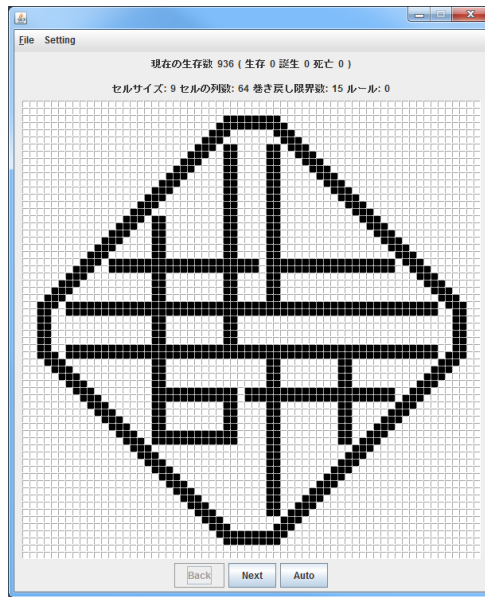 File Setting
現在の生存数 936 ( 生存 0 誕生 0 死亡 0 )
セルサイズ: 9 セルの列数: 64 巻き戻し限界数: 15 ルール: 0
Back Next Auto